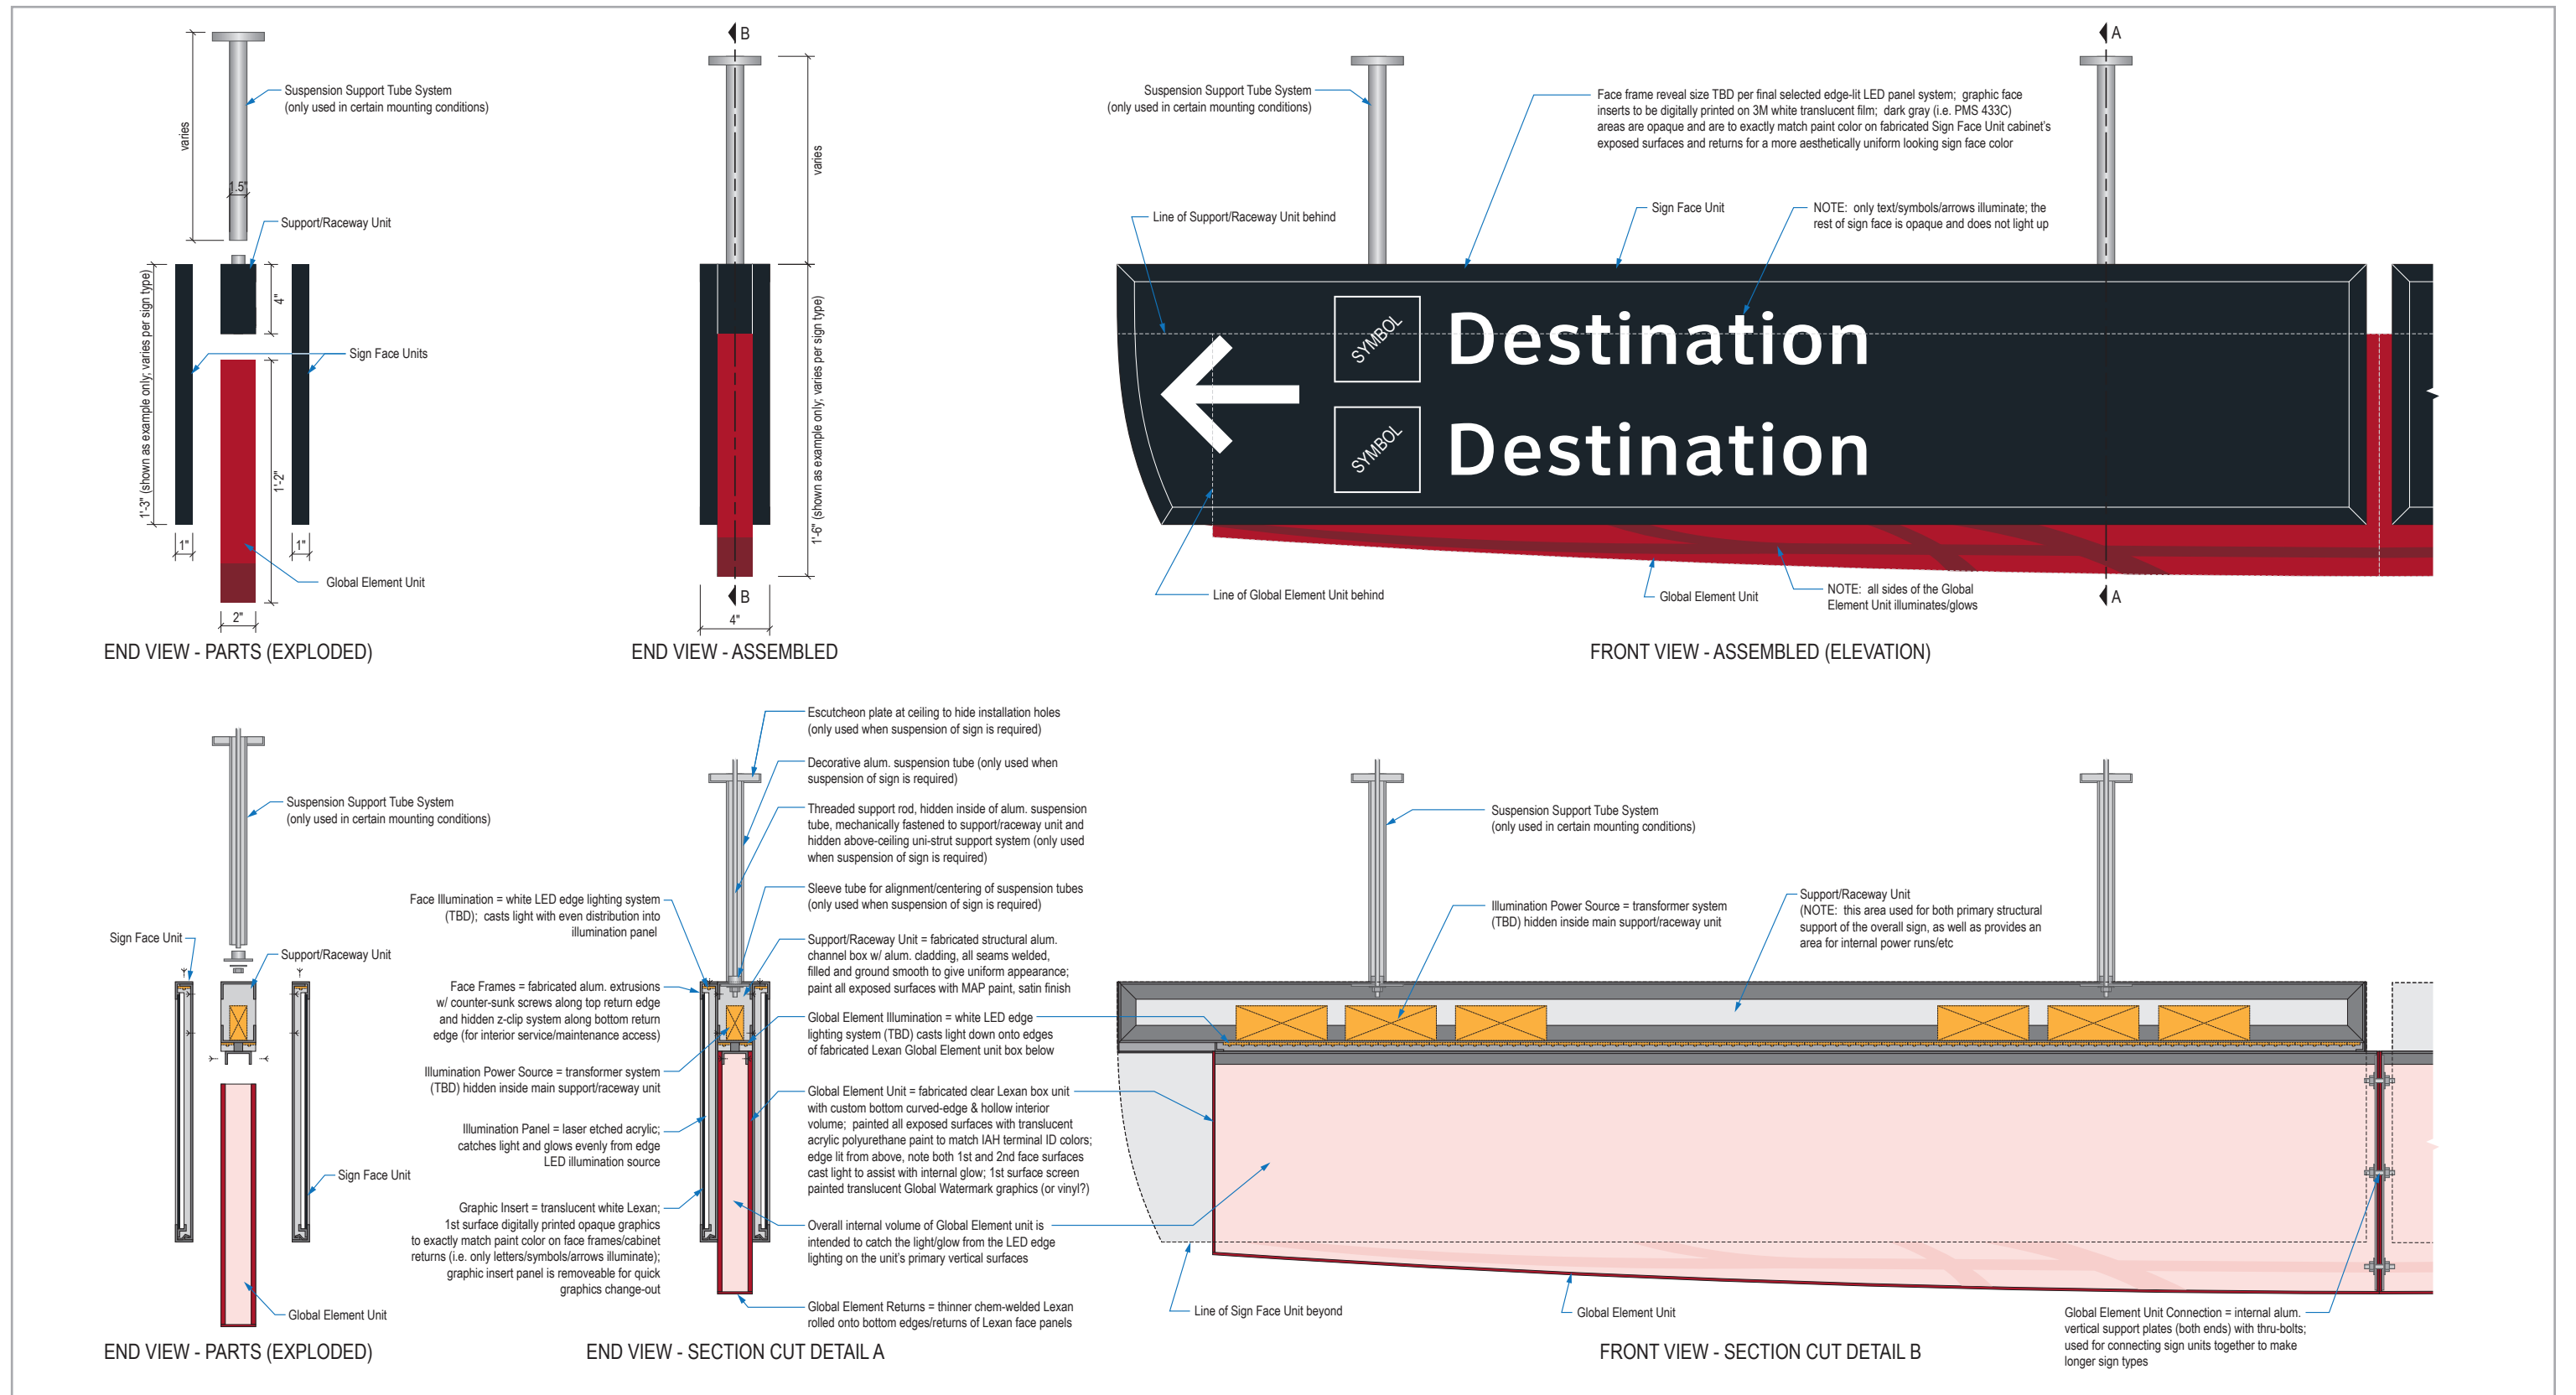 varies
Suspension Support Tube System
(only used in certain mounting conditions)
1.5"
Support/Raceway Unit
1'-3" (shown as example only; varies per sign type)
4"
Sign Face Units
1'-2"
1"
1"
Global Element Unit
2"
END VIEW - PARTS (EXPLODED)
B
varies
1'-6" (shown as example only; varies per sign type)
B
4"
END VIEW - ASSEMBLED
A
Suspension Support Tube System
(only used in certain mounting conditions)
Face frame reveal size TBD per final selected edge-lit LED panel system; graphic face
inserts to be digitally printed on 3M white translucent film; dark gray (i.e. PMS 433C)
areas are opaque and are to exactly match paint color on fabricated Sign Face Unit cabinet's
exposed surfaces and returns for a more aesthetically uniform looking sign face color
Line of Support/Raceway Unit behind
Sign Face Unit
NOTE: only text/symbols/arrows illuminate; the
rest of sign face is opaque and does not light up
SYMBOL
Destination
SYMBOL
Destination
Line of Global Element Unit behind
Global Element Unit
NOTE: all sides of the Global
Element Unit illuminates/glows
A
FRONT VIEW - ASSEMBLED (ELEVATION)
Suspension Support Tube System
(only used in certain mounting conditions)
Sign Face Unit
Support/Raceway Unit
Sign Face Unit
Global Element Unit
END VIEW - PARTS (EXPLODED)
Face Illumination = white LED edge lighting system
(TBD); casts light with even distribution into
illumination panel
Face Frames = fabricated alum. extrusions
w/ counter-sunk screws along top return edge
and hidden z-clip system along bottom return
edge (for interior service/maintenance access)
Illumination Power Source = transformer system
(TBD) hidden inside main support/raceway unit
Illumination Panel = laser etched acrylic;
catches light and glows evenly from edge
LED illumination source
Graphic Insert = translucent white Lexan;
1st surface digitally printed opaque graphics
to exactly match paint color on face frames/cabinet
returns (i.e. only letters/symbols/arrows illuminate);
graphic insert panel is removeable for quick
graphics change-out
Escutcheon plate at ceiling to hide installation holes
(only used when suspension of sign is required)
Decorative alum. suspension tube (only used when
suspension of sign is required)
Threaded support rod, hidden inside of alum. suspension
tube, mechanically fastened to support/raceway unit and
hidden above-ceiling uni-strut support system (only used
when suspension of sign is required)
Sleeve tube for alignment/centering of suspension tubes
(only used when suspension of sign is required)
Support/Raceway Unit = fabricated structural alum.
channel box w/ alum. cladding, all seams welded,
filled and ground smooth to give uniform appearance;
paint all exposed surfaces with MAP paint, satin finish
Global Element Illumination = white LED edge
lighting system (TBD) casts light down onto edges
of fabricated Lexan Global Element unit box below
Global Element Unit = fabricated clear Lexan box unit
with custom bottom curved-edge & hollow interior
volume; painted all exposed surfaces with translucent
acrylic polyurethane paint to match IAH terminal ID colors;
edge lit from above, note both 1st and 2nd face surfaces
cast light to assist with internal glow; 1st surface screen
painted translucent Global Watermark graphics (or vinyl?)
Overall internal volume of Global Element unit is
intended to catch the light/glow from the LED edge
lighting on the unit's primary vertical surfaces
Global Element Returns = thinner chem-welded Lexan
rolled onto bottom edges/returns of Lexan face panels
END VIEW - SECTION CUT DETAIL A
Suspension Support Tube System
(only used in certain mounting conditions)
Illumination Power Source = transformer system
(TBD) hidden inside main support/raceway unit
Support/Raceway Unit
(NOTE: this area used for both primary structural
support of the overall sign, as well as provides an
area for internal power runs/etc
Line of Sign Face Unit beyond
Global Element Unit
Global Element Unit Connection = internal alum.
vertical support plates (both ends) with thru-bolts;
used for connecting sign units together to make
longer sign types
FRONT VIEW - SECTION CUT DETAIL B